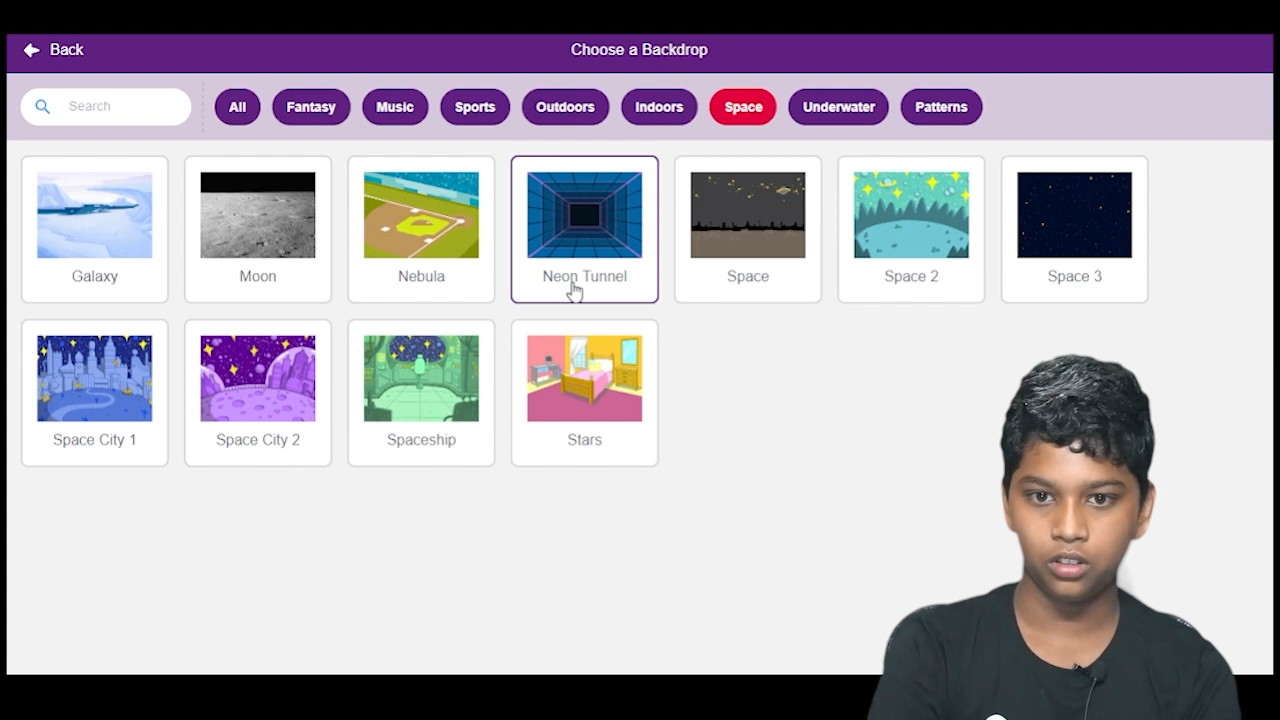 Back
Choose a Backdrop
Search
All
Fantasy
Music
Sports
Outdoors
Indoors
Space
Underwater
Patterns
Galaxy
Moon
Nebula
Neon Tunnel
Space
Space 2
Space 3
Space City 1
Space City 2
Spaceship
Stars